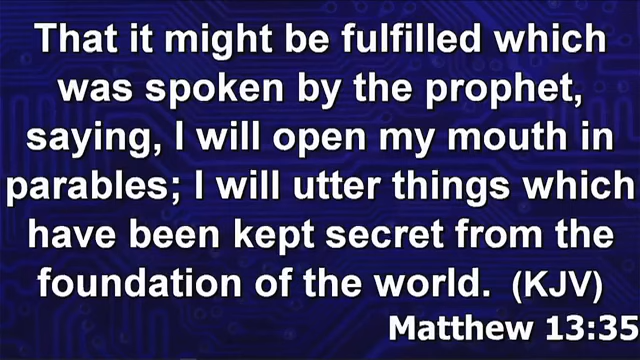 That it might be fulfilled which
was spoken by the prophet,
saying, I will open my mouth in
parables; I will utter things which
have been kept secret from the
foundation of the world. (KJV)
Matthew 13:35